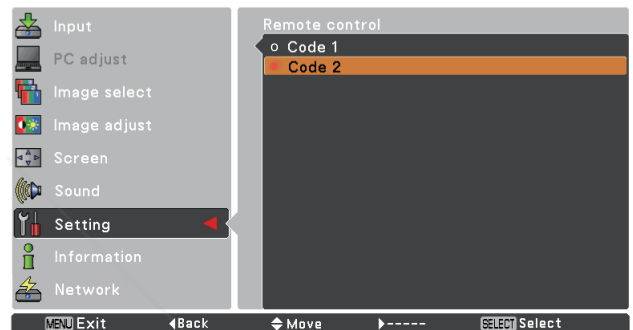 Input
PC adjust
Image select
Image adjust
Screen
Sound
Setting
Information
Network
Remote control
Code 1
Code 2
MENU Exit ◀Back Move ▶----- SELECT Select